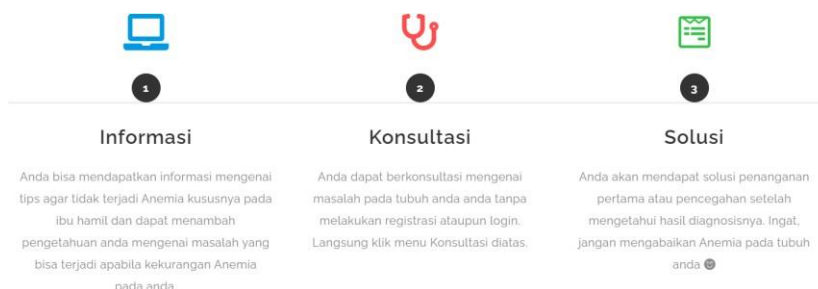 1
2
3
Informasi
Konsultasi
Solusi
Anda bisa mendapatkan informasi mengenai
tips agar tidak terjadi Anemia kususnya pada
ibu hamil dan dapat menambah
pengetahuan anda mengenai masalah yang
bisa terjadi apabila kekurangan Anemia
pada anda.
Anda dapat berkonsultasi mengenai
masalah pada tubuh anda anda tanpa
melakukan registrasi ataupun login.
Langsung klik menu Konsultasi diatas.
Anda akan mendapat solusi penanganan
pertama atau pencegahan setelah
mengetahui hasil diagnosisnya. Ingat,
jangan mengabaikan Anemia pada tubuh
anda